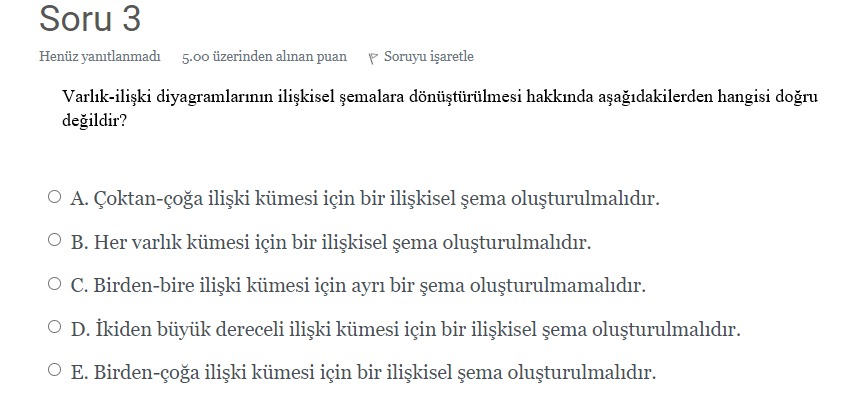 Soru 3
Henüz yanıtlanmadı 5.00 üzerinden alınan puan Soruyu işaretle
Varlık-ilişki diyagramlarının ilişkisel şemalara dönüştürülmesi hakkında aşağıdakilerden hangisi doğru
değildir?
A. Çoktan-çoğa ilişki kümesi için bir ilişkisel şema oluşturulmalıdır.
B. Her varlık kümesi için bir ilişkisel şema oluşturulmalıdır.
C. Birden-bire ilişki kümesi için ayrı bir şema oluşturulmamalıdır.
D. İkiden büyük dereceli ilişki kümesi için bir ilişkisel şema oluşturulmalıdır.
E. Birden-çoğa ilişki kümesi için bir ilişkisel şema oluşturulmalıdır.